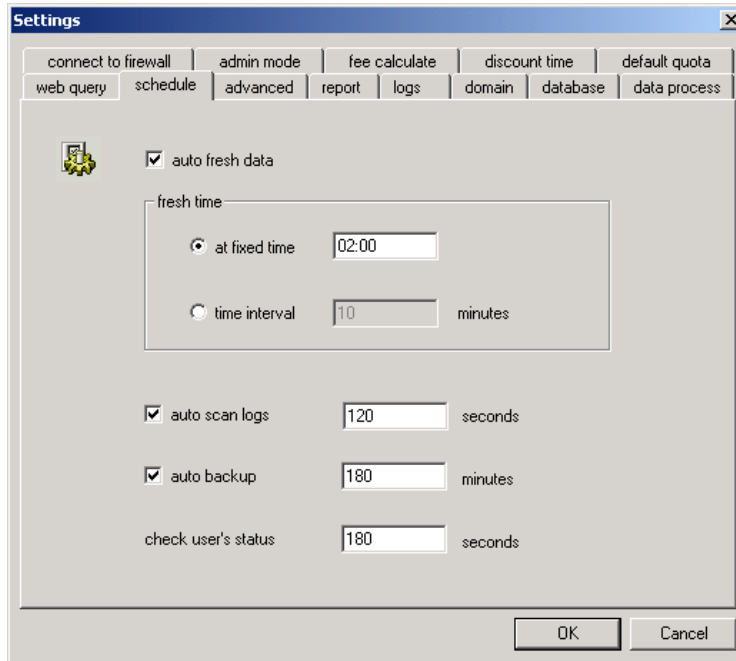 Settings
connect to firewall admin mode fee calculate discount time default quota
web query schedule advanced report logs domain database data process
auto fresh data
fresh time
at fixed time 02:00
time interval 10 minutes
auto scan logs 120 seconds
auto backup 180 minutes
check user's status 180 seconds
OK Cancel